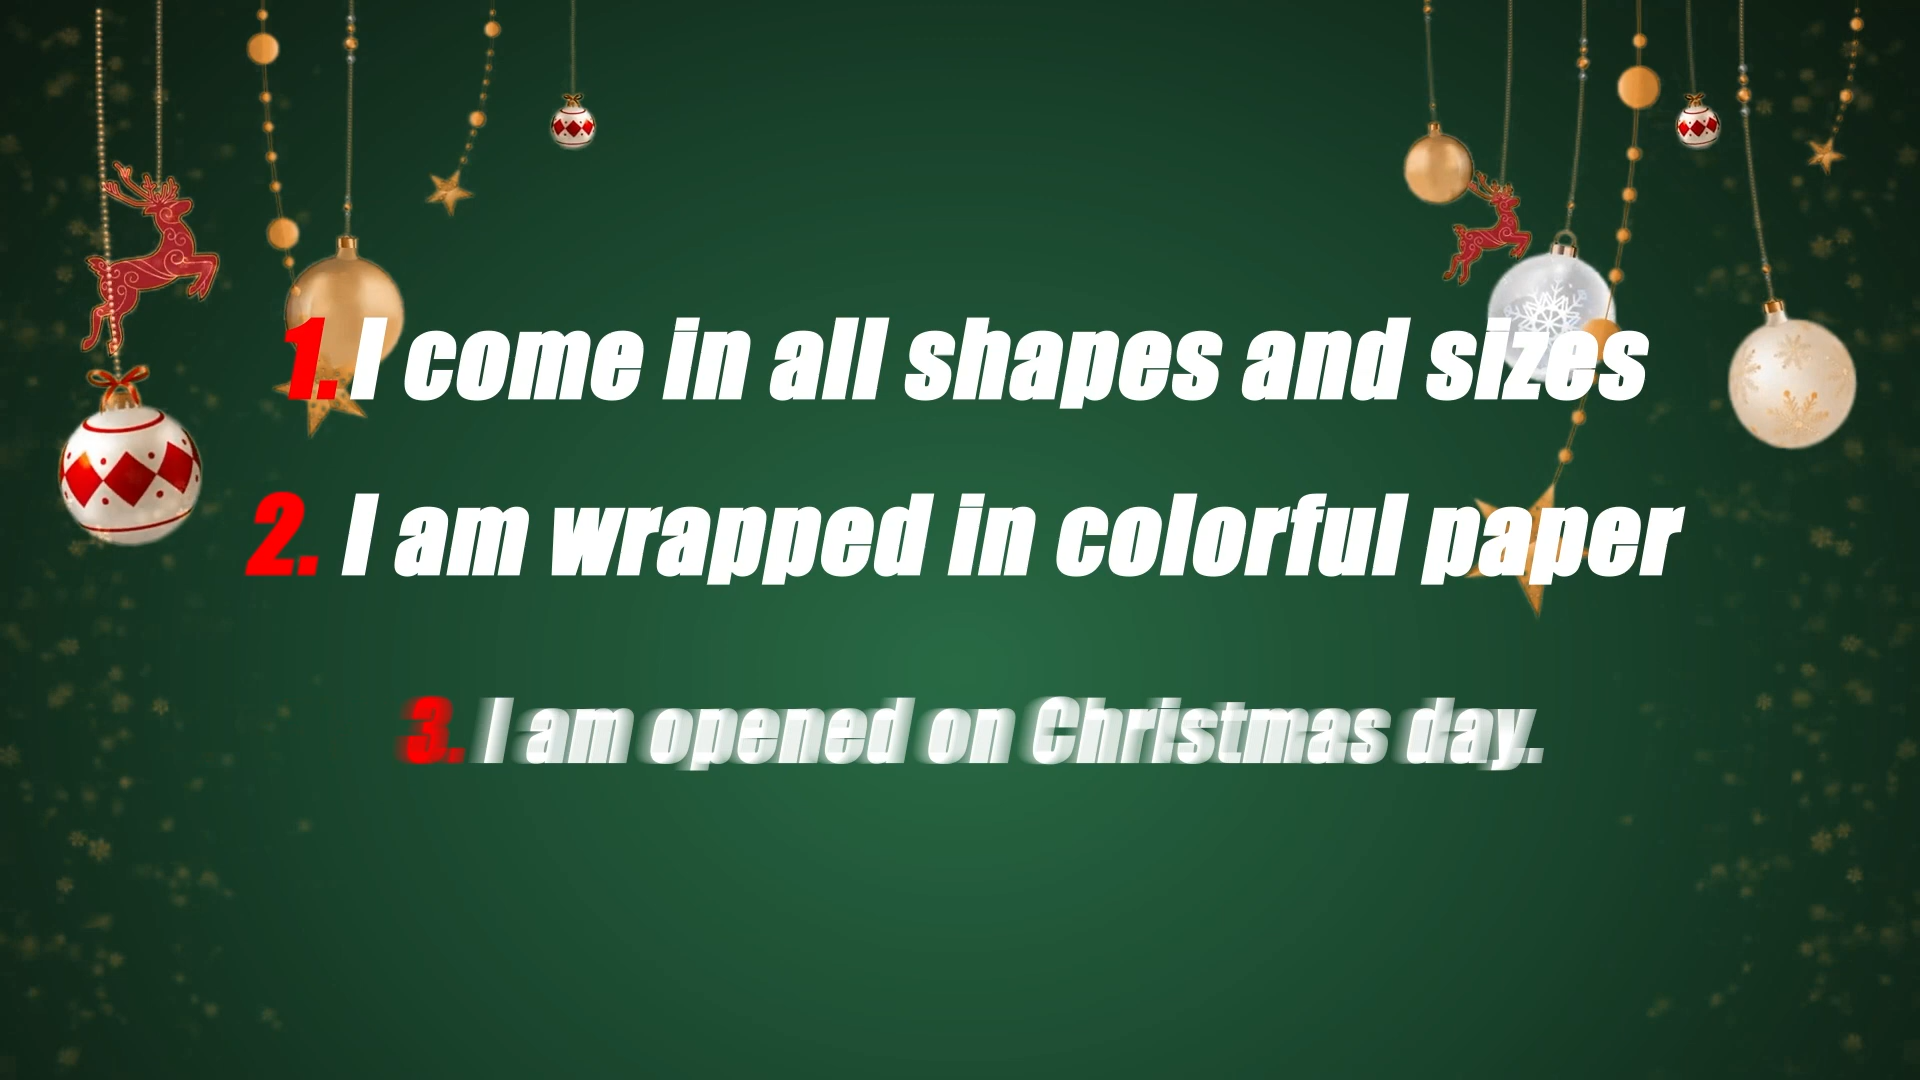 1. I come in all shapes and sizes
2. I am wrapped in colorful paper
3. I am opened on Christmas day.